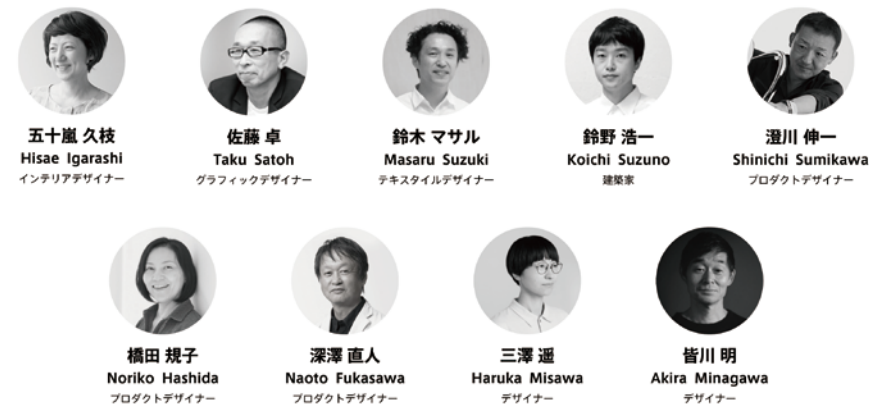 五十嵐 久枝
Hisae Igarashi
インテリアデザイナー
佐藤 卓
Taku Satoh
グラフィックデザイナー
鈴木 マサル
Masaru Suzuki
テキスタイルデザイナー
鈴野 浩一
Koichi Suzuno
建築家
澄川 伸一
Shinichi Sumikawa
プロダクトデザイナー
橋田 規子
Noriko Hashida
プロダクトデザイナー
深澤 直人
Naoto Fukasawa
プロダクトデザイナー
三澤 遥
Haruka Misawa
デザイナー
皆川 明
Akira Minagawa
デザイナー